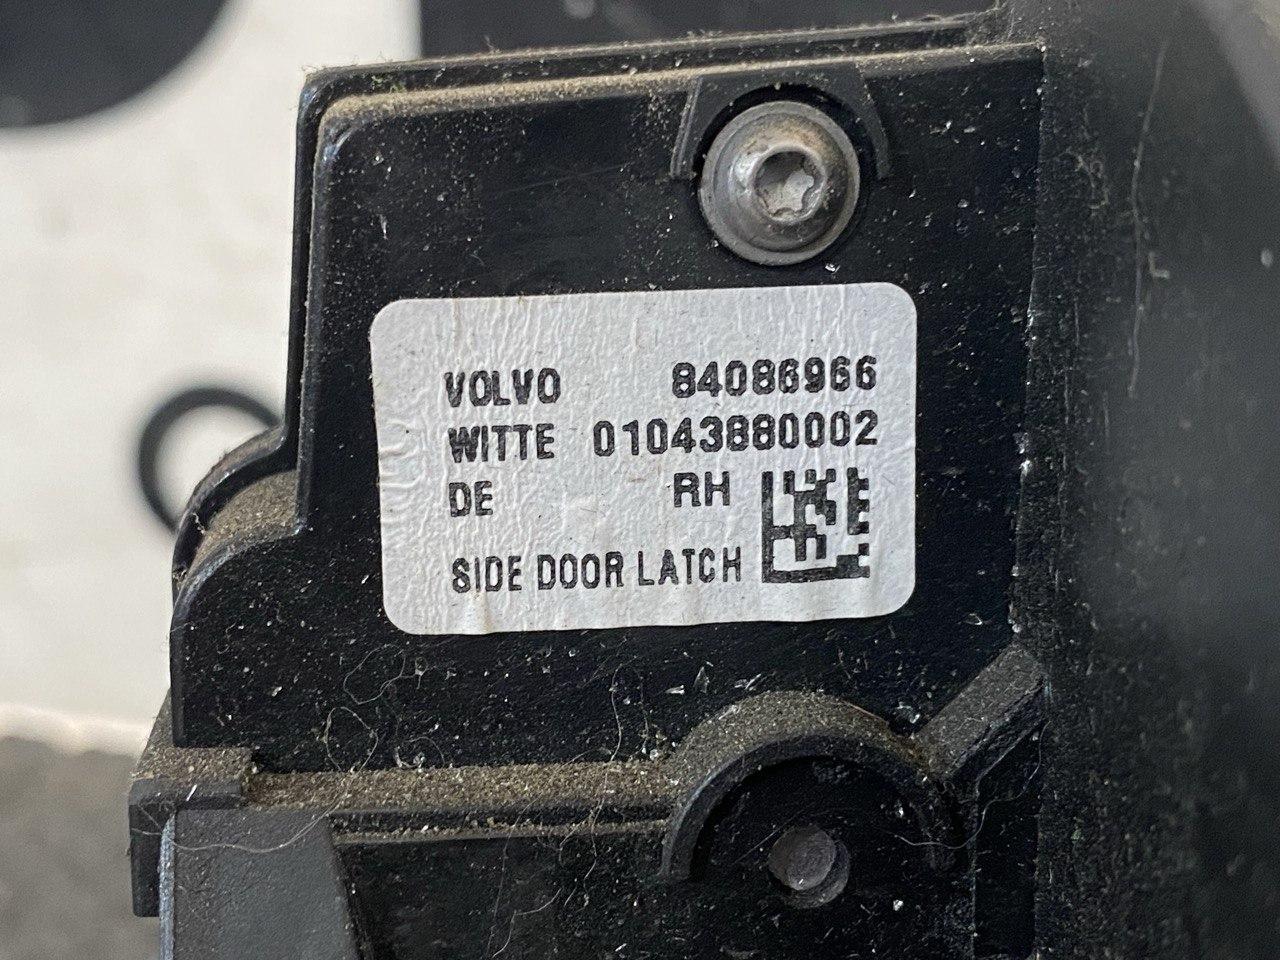 VOLVO 84086966
WITTE 01043880002
DE RH
SIDE DOOR LATCH